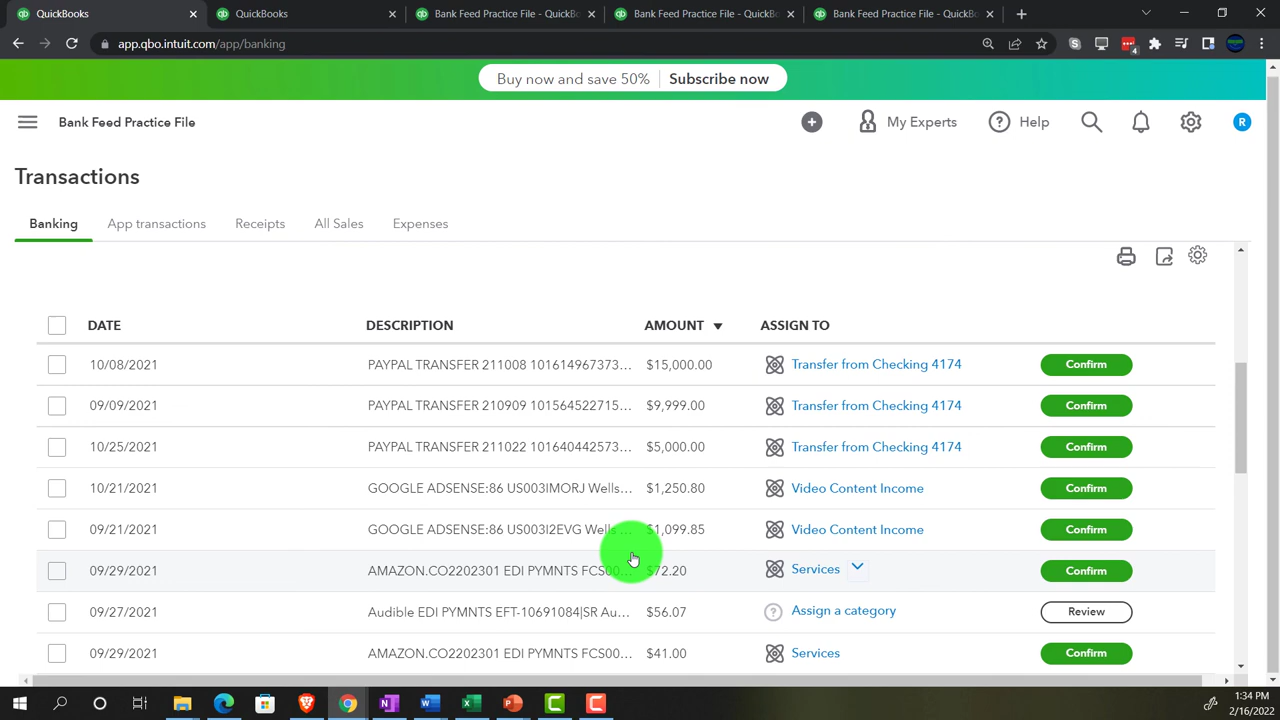 QuickBooks
QuickBooks
Bank Feed Practice File - QuickBo
Bank Feed Practice File - QuickBo
Bank Feed Practice File - QuickBo
app.qbo.intuit.com/app/banking
4
Buy now and save 50% Subscribe now
Bank Feed Practice File
My Experts
Help
R
Transactions
Banking App transactions Receipts All Sales Expenses
DATE DESCRIPTION AMOUNT ASSIGN TO
10/08/2021 PAYPAL TRANSFER 211008 101614967373... $15,000.00 Transfer from Checking 4174 Confirm
09/09/2021 PAYPAL TRANSFER 210909 101564522715... $9,999.00 Transfer from Checking 4174 Confirm
10/25/2021 PAYPAL TRANSFER 211022 101640442573... $5,000.00 Transfer from Checking 4174 Confirm
10/21/2021 GOOGLE ADSENSE:86 US003IMORJ Wells... $1,250.80 Video Content Income Confirm
09/21/2021 GOOGLE ADSENSE:86 US003I2EVG Wells ... $1,099.85 Video Content Income Confirm
09/29/2021 AMAZON.CO2202301 EDI PYMNTS FCS00... $72.20 Services Confirm
09/27/2021 Audible EDI PYMNTS EFT-10691084|SR Au... $56.07 Assign a category Review
09/29/2021 AMAZON.CO2202301 EDI PYMNTS FCS00... $41.00 Services Confirm
1:34 PM
2/16/2022